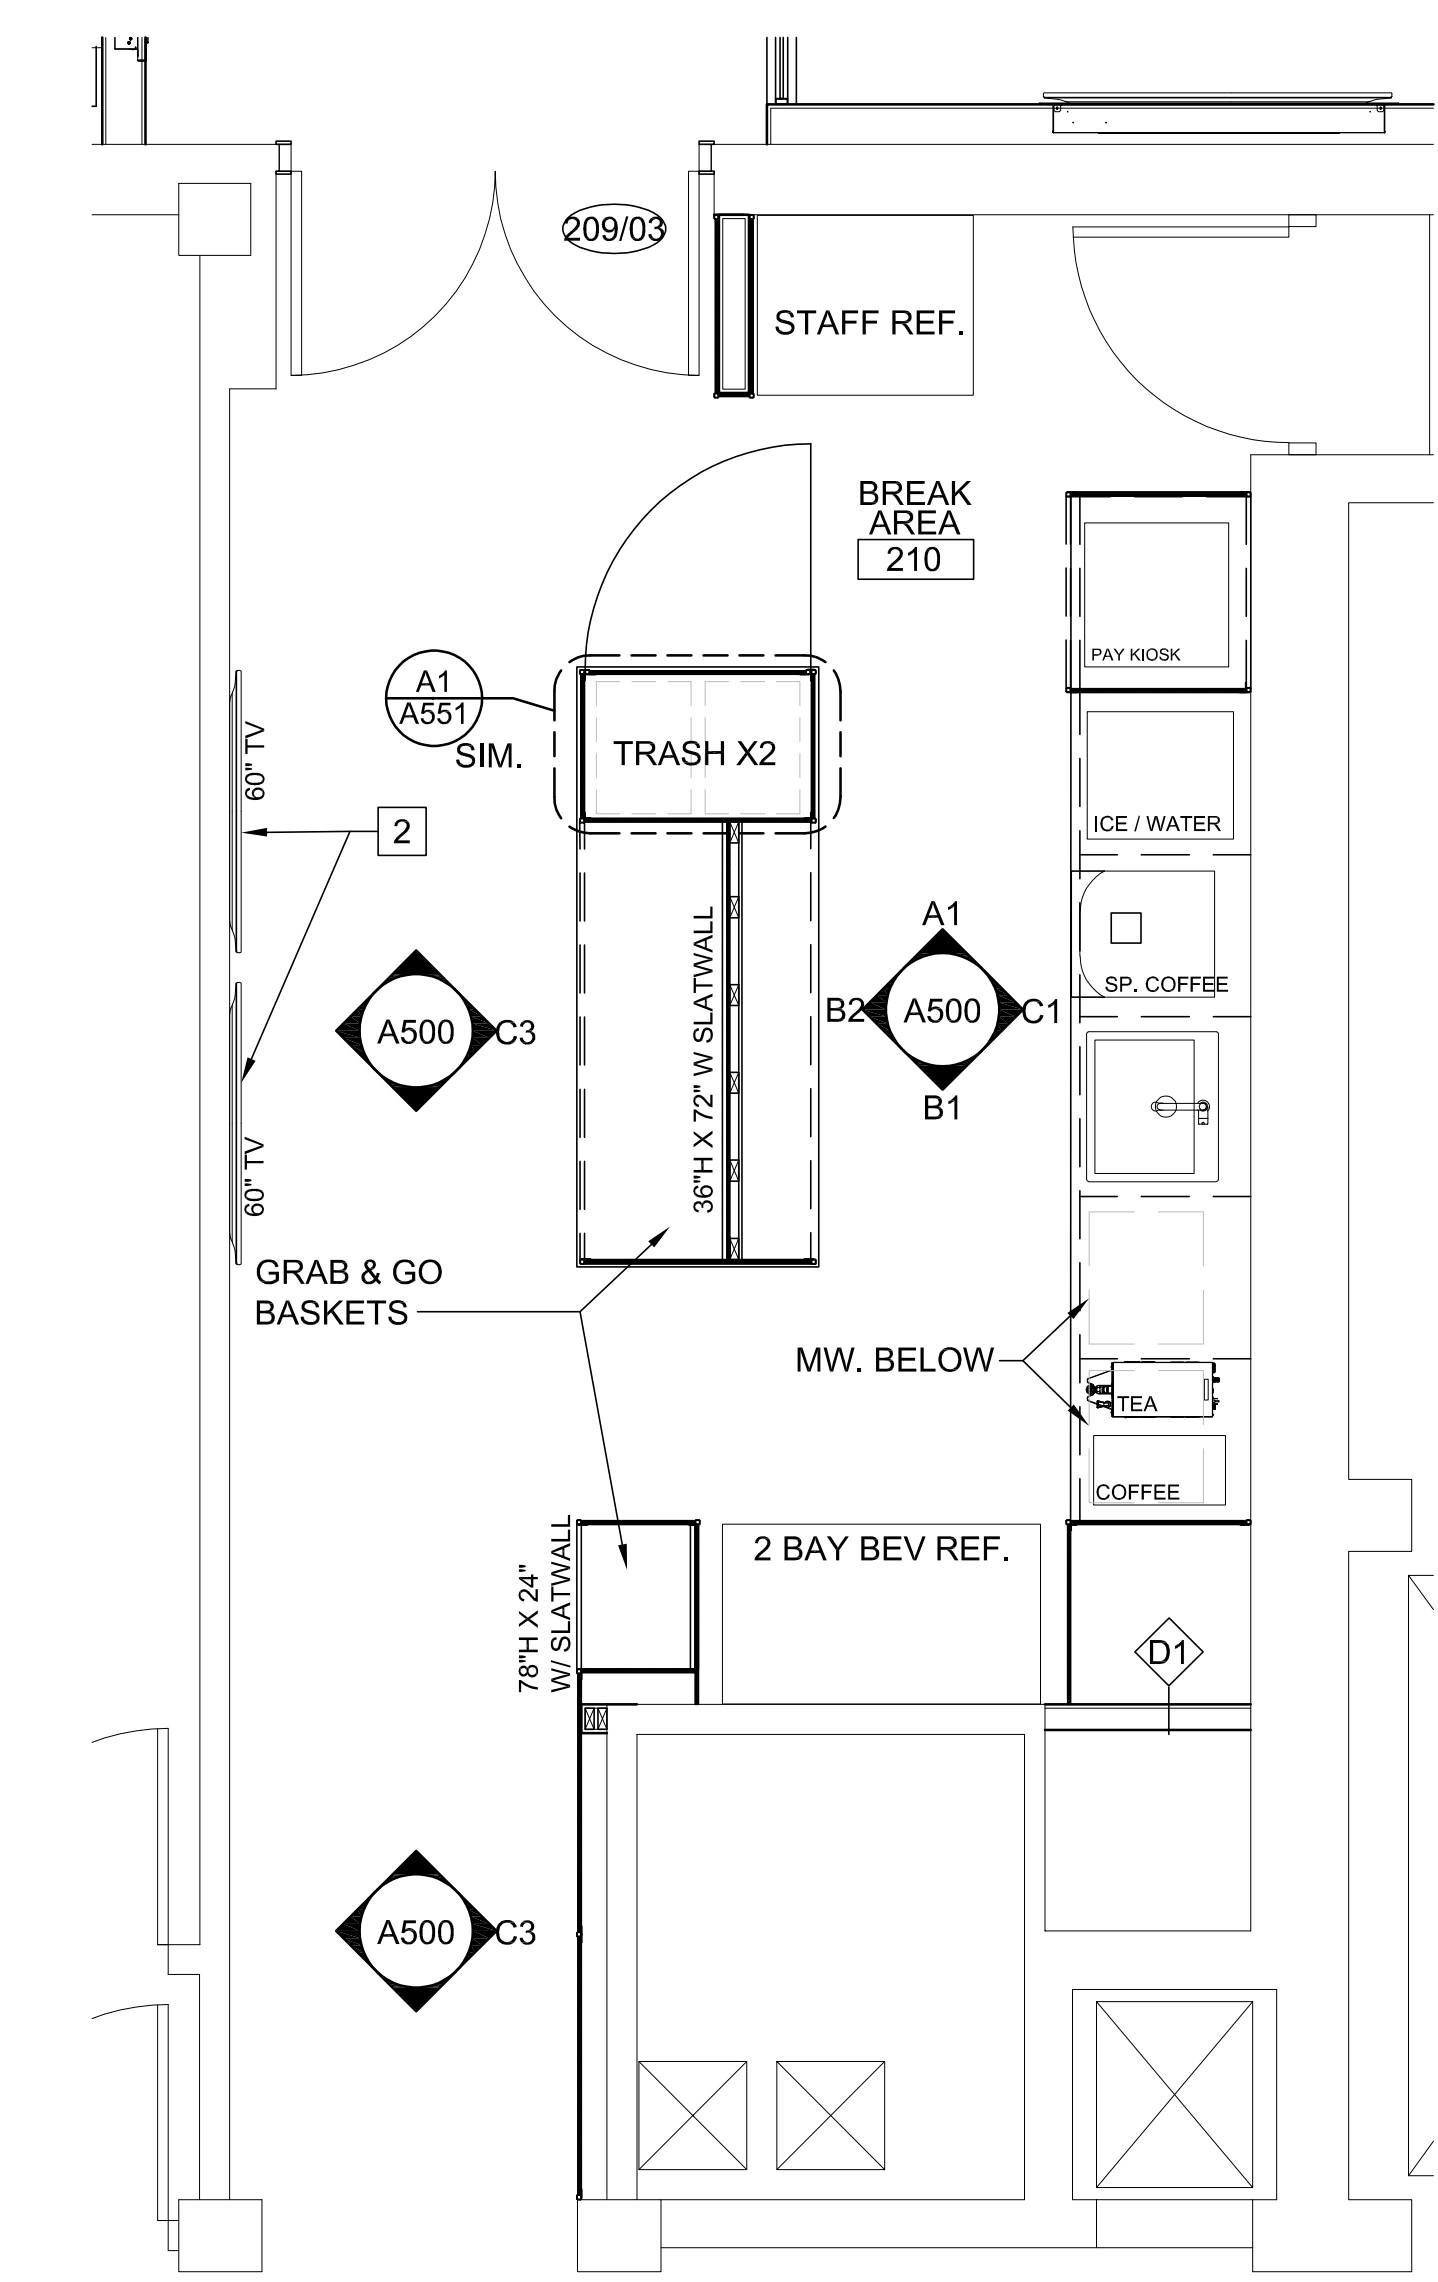 209/03
STAFF REF.
BREAK
AREA
210
PAY KIOSK
A1
A551
SIM.
TRASH X2
60" TV
2
ICE / WATER
36"H X 72" W SLATWALL
A1
B2
A500
C1
B1
SP. COFFEE
A500
C3
60" TV
GRAB & GO
BASKETS
MW. BELOW
TEA
COFFEE
78"H X 24"
W/ SLATWALL
2 BAY BEV REF.
D1
A500
C3